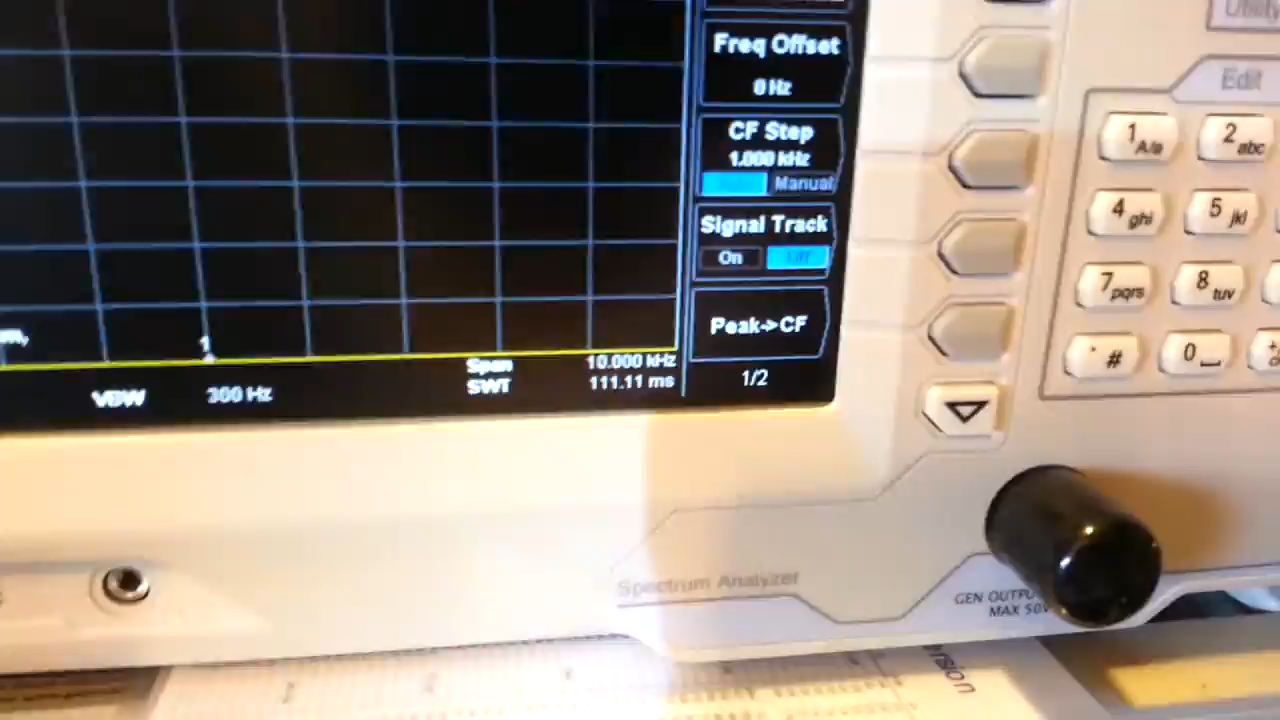 Utility
Freq Offset
0 Hz
CF Step
1.000 kHz
Manual
Signal Track
On Off
Peak->CF
1/2
1
VBW 300 Hz
Span 10.000 kHz
SWT 111.11 ms
Edit
1 A/a 2 abc
4 ghi 5 jkl
7 pqrs 8 tuv
. # 0
Spectrum Analyzer
GEN OUTPU
MAX 50V
rsion